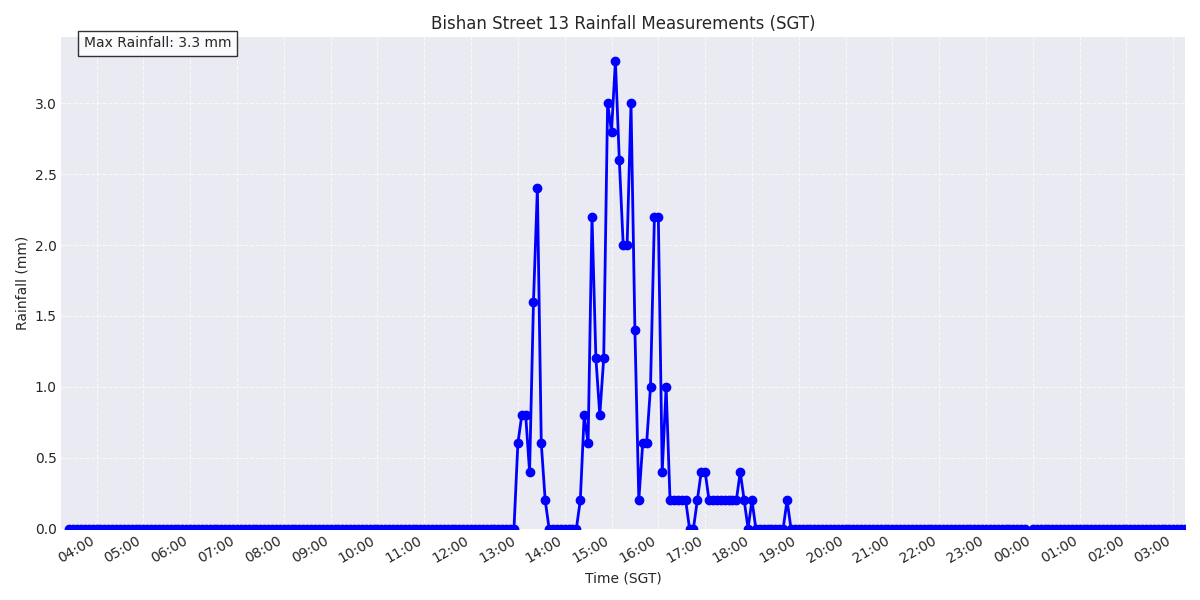 Bishan Street 13 Rainfall Measurements (SGT)
Max Rainfall: 3.3 mm
Rainfall (mm)
3.0
2.5
2.0
1.5
1.0
0.5
0.0
04:00 05:00 06:00 07:00 08:00 09:00 10:00 11:00 12:00 13:00 14:00 15:00 16:00 17:00 18:00 19:00 20:00 21:00 22:00 23:00 00:00 01:00 02:00 03:00
Time (SGT)